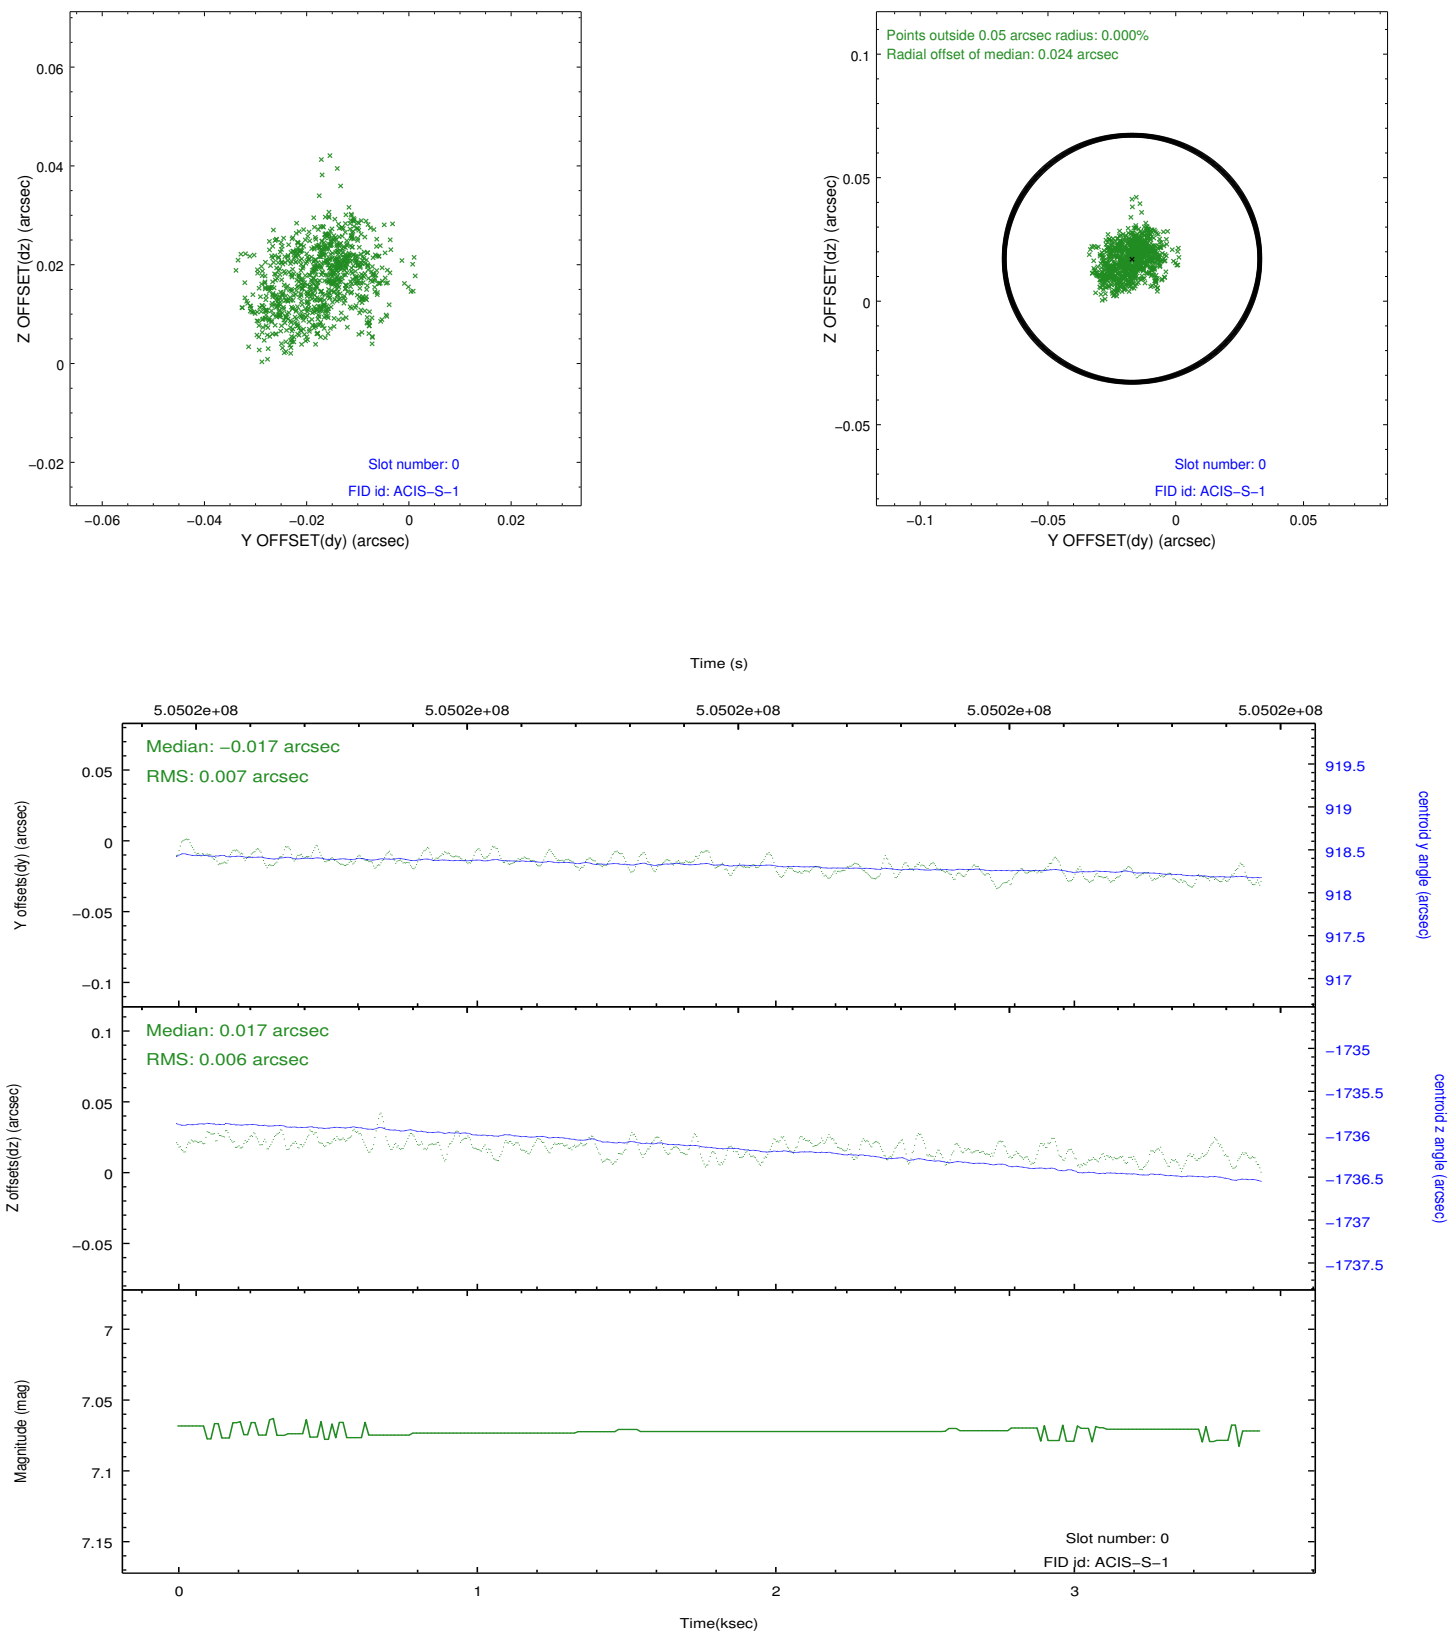 0.06
0.04
0.02
0
−0.02
Z OFFSET(dz) (arcsec)
Slot number: 0
FID id: ACIS−S−1
−0.06
−0.04
−0.02
0
0.02
Y OFFSET(dy) (arcsec)
Points outside 0.05 arcsec radius: 0.000%
Radial offset of median: 0.024 arcsec
0.1
0.05
0
−0.05
Z OFFSET(dz) (arcsec)
Slot number: 0
FID id: ACIS−S−1
−0.1
−0.05
0
0.05
Y OFFSET(dy) (arcsec)
Time (s)
5.0502e+08
5.0502e+08
5.0502e+08
5.0502e+08
5.0502e+08
Median: −0.017 arcsec
RMS: 0.007 arcsec
0.05
0
−0.05
−0.1
Y offsets(dy) (arcsec)
919.5
919
918.5
918
917.5
917
centroid y angle (arcsec)
Median: 0.017 arcsec
RMS: 0.006 arcsec
0.1
0.05
0
−0.05
Z offsets(dz) (arcsec)
−1735
−1735.5
−1736
−1736.5
−1737
−1737.5
centroid z angle (arcsec)
7
7.05
7.1
7.15
Magnitude (mag)
Slot number: 0
FID id: ACIS−S−1
0
1
2
3
Time(ksec)